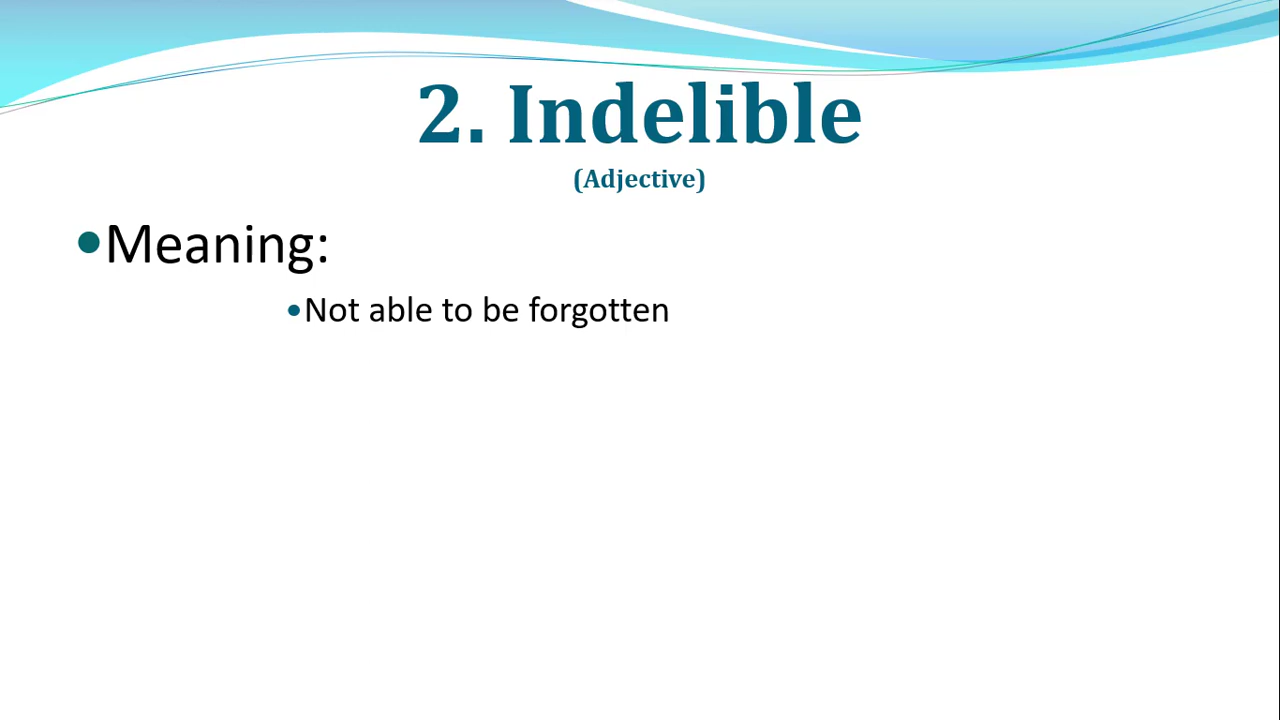 2. Indelible
(Adjective)
•Meaning:
•Not able to be forgotten